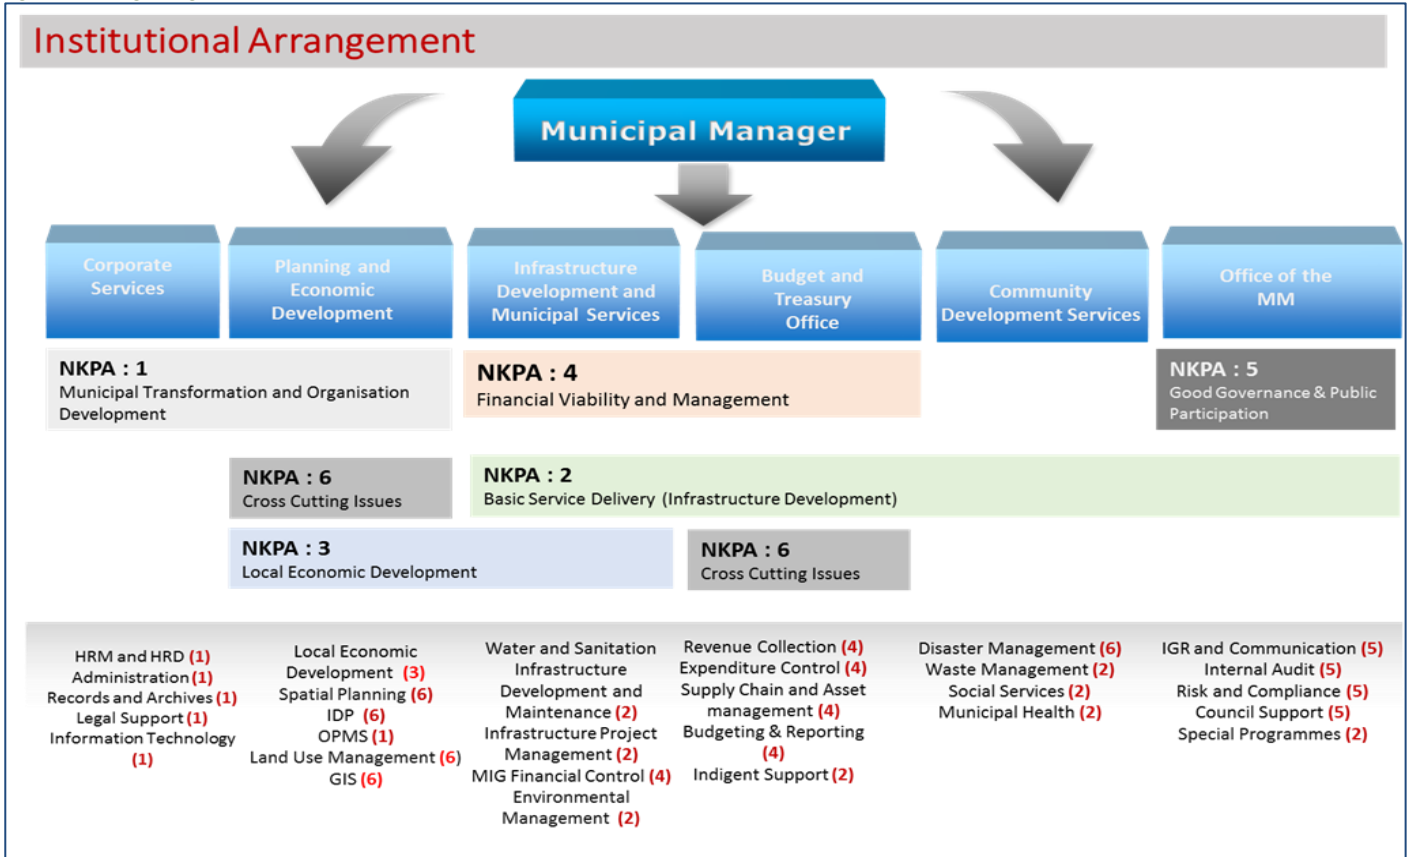 Institutional Arrangement
Municipal Manager
Corporate
Services
Planning and
Economic
Development
Infrastructure
Development and
Municipal Services
Budget and
Treasury
Office
Community
Development Services
Office of the
MM
NKPA : 1
Municipal Transformation and Organisation
Development
NKPA : 4
Financial Viability and Management
NKPA : 5
Good Governance & Public
Participation
NKPA : 6
Cross Cutting Issues
NKPA : 2
Basic Service Delivery (Infrastructure Development)
NKPA : 3
Local Economic Development
NKPA : 6
Cross Cutting Issues
HRM and HRD (1)
Administration (1)
Records and Archives (1)
Legal Support (1)
Information Technology
(1)
Local Economic
Development (3)
Spatial Planning (6)
IDP (6)
OPMS (1)
Land Use Management (6)
GIS (6)
Water and Sanitation
Infrastructure
Development and
Maintenance (2)
Infrastructure Project
Management (2)
MIG Financial Control (4)
Environmental
Management (2)
Revenue Collection (4)
Expenditure Control (4)
Supply Chain and Asset
management (4)
Budgeting & Reporting
(4)
Indigent Support (2)
Disaster Management (6)
Waste Management (2)
Social Services (2)
Municipal Health (2)
IGR and Communication (5)
Internal Audit (5)
Risk and Compliance (5)
Council Support (5)
Special Programmes (2)